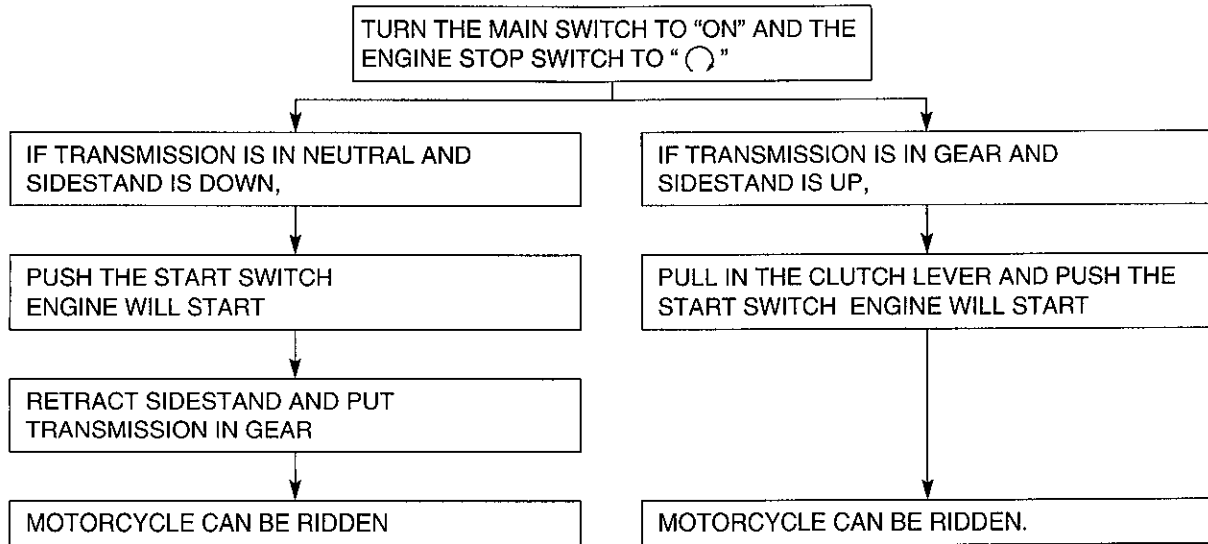 TURN THE MAIN SWITCH TO “ON” AND THE
ENGINE STOP SWITCH TO “ ”
IF TRANSMISSION IS IN NEUTRAL AND
SIDESTAND IS DOWN,
PUSH THE START SWITCH
ENGINE WILL START
RETRACT SIDESTAND AND PUT
TRANSMISSION IN GEAR
MOTORCYCLE CAN BE RIDDEN
IF TRANSMISSION IS IN GEAR AND
SIDESTAND IS UP,
PULL IN THE CLUTCH LEVER AND PUSH THE
START SWITCH ENGINE WILL START
MOTORCYCLE CAN BE RIDDEN.